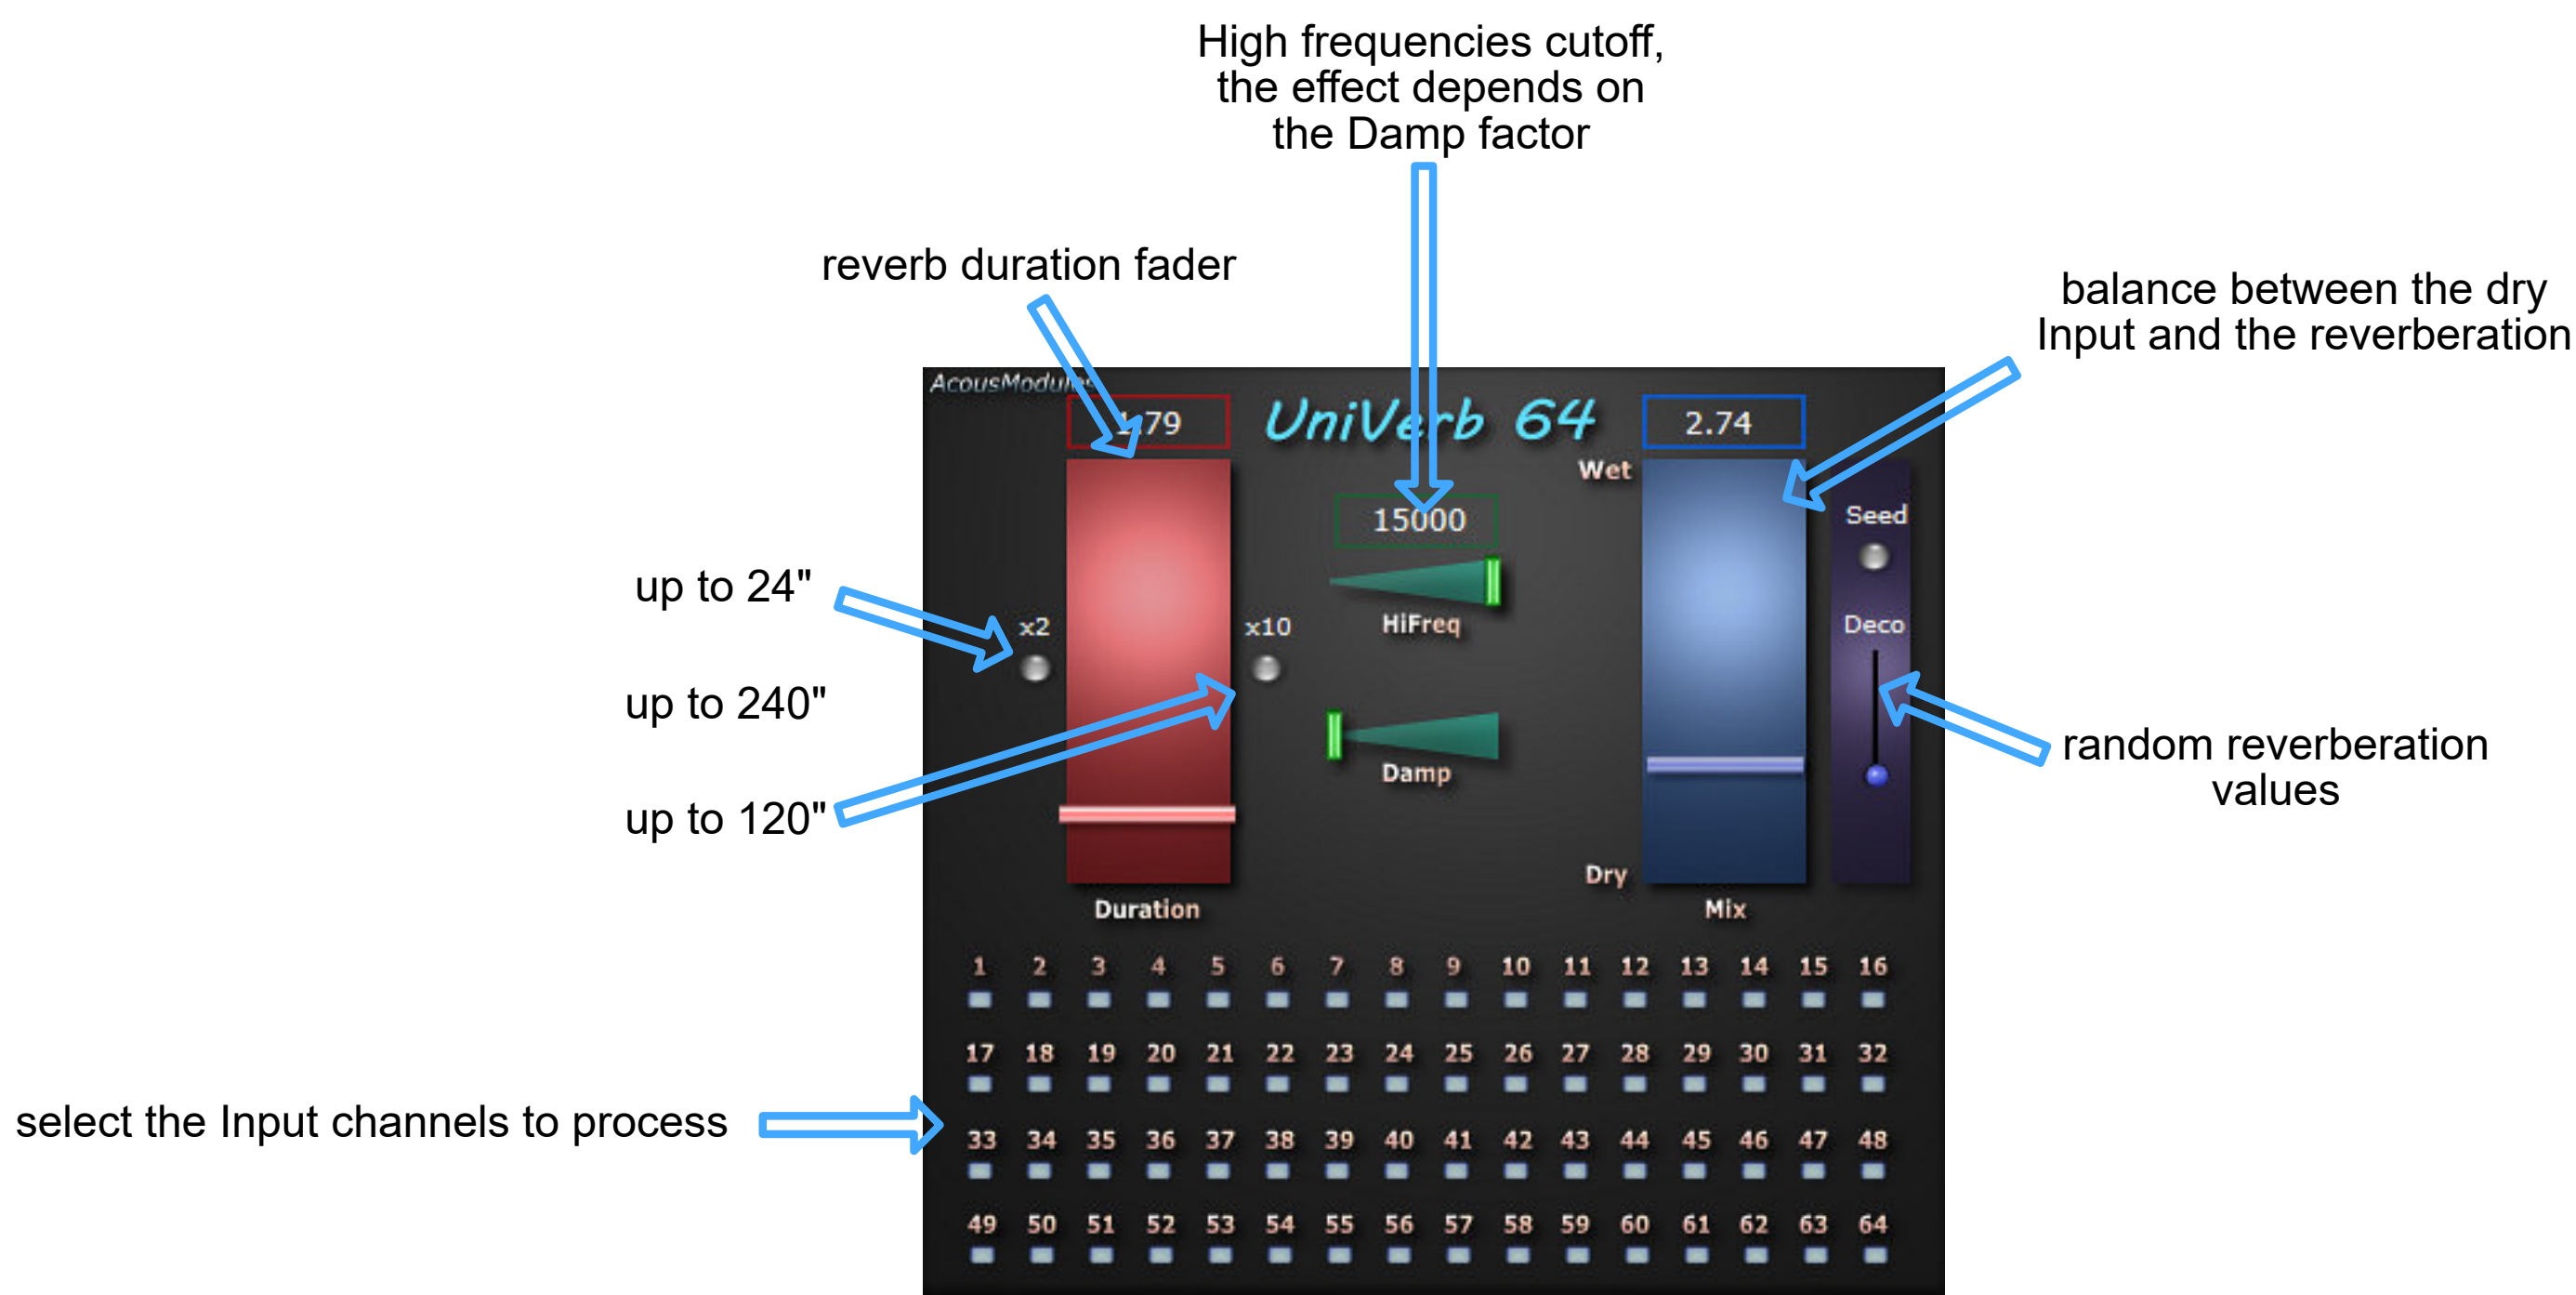 High frequencies cutoff,
the effect depends on
the Damp factor
reverb duration fader
balance between the dry
Input and the reverberation
AcousModules
1.79
UniVerb 64
2.74
Wet
15000
Seed
up to 24"
x2
x10
HiFreq
Deco
up to 240"
random reverberation
values
Damp
up to 120"
Dry
Duration
Mix
1 2 3 4 5 6 7 8 9 10 11 12 13 14 15 16
17 18 19 20 21 22 23 24 25 26 27 28 29 30 31 32
select the Input channels to process
33 34 35 36 37 38 39 40 41 42 43 44 45 46 47 48
49 50 51 52 53 54 55 56 57 58 59 60 61 62 63 64